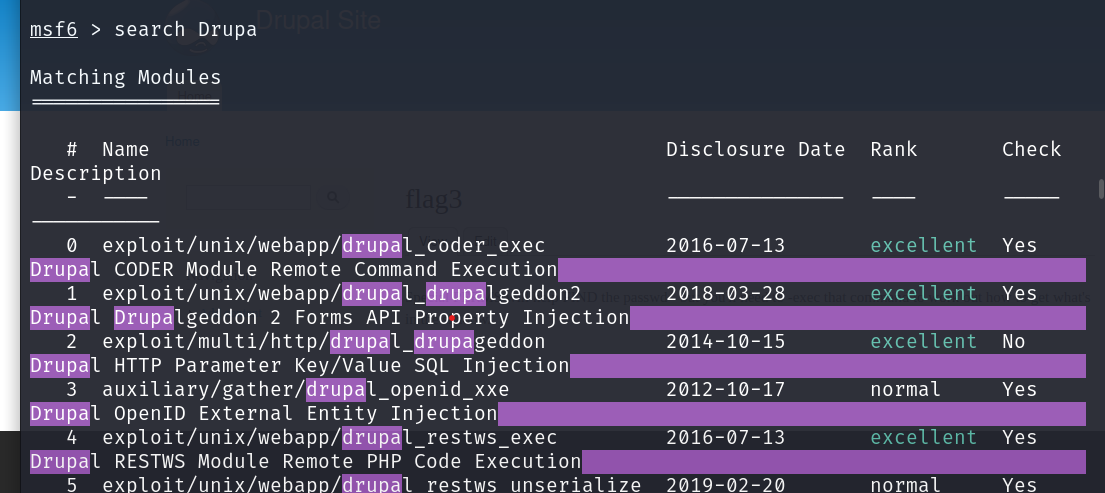 Drupal Site
msf6 > search Drupa
Matching Modules
Home
================
Home
# Name Disclosure Date Rank Check
Description
- ---- --------------- ---- -----
-----------
flag3
0 exploit/unix/webapp/drupal_coder_exec 2016-07-13 excellent Yes
Drupal CODER Module Remote Command Execution
1 exploit/unix/webapp/drupal_drupalgeddon2 2018-03-28 excellent Yes
Drupal Drupalgeddon 2 Forms API Property Injection
2 exploit/multi/http/drupal_drupageddon 2014-10-15 excellent No
Drupal HTTP Parameter Key/Value SQL Injection
3 auxiliary/gather/drupal_openid_xxe 2012-10-17 normal Yes
Drupal OpenID External Entity Injection
4 exploit/unix/webapp/drupal_restws_exec 2016-07-13 excellent Yes
Drupal RESTWS Module Remote PHP Code Execution
5 exploit/unix/webapp/drupal_restws_unserialize 2019-02-20 normal Yes